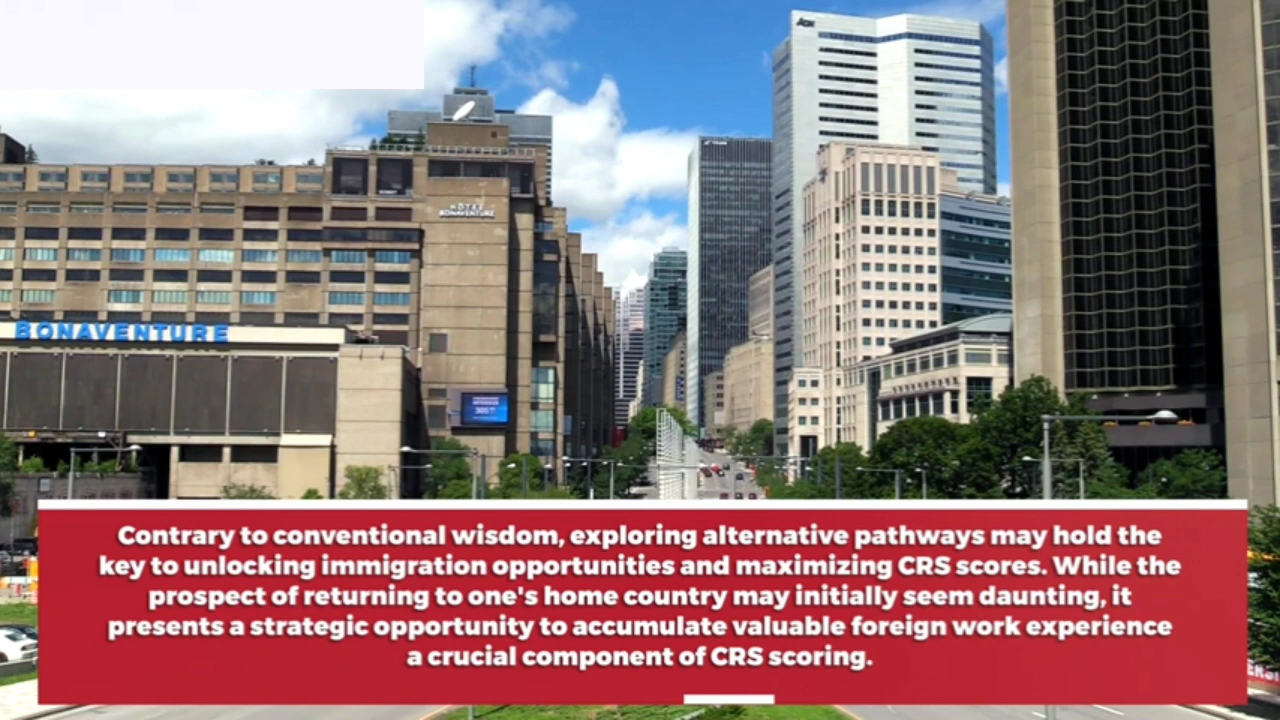 HÔTEL
BONAVENTURE
BONAVENTURE
Contrary to conventional wisdom, exploring alternative pathways may hold the
key to unlocking immigration opportunities and maximizing CRS scores. While the
prospect of returning to one's home country may initially seem daunting, it
presents a strategic opportunity to accumulate valuable foreign work experience
a crucial component of CRS scoring.